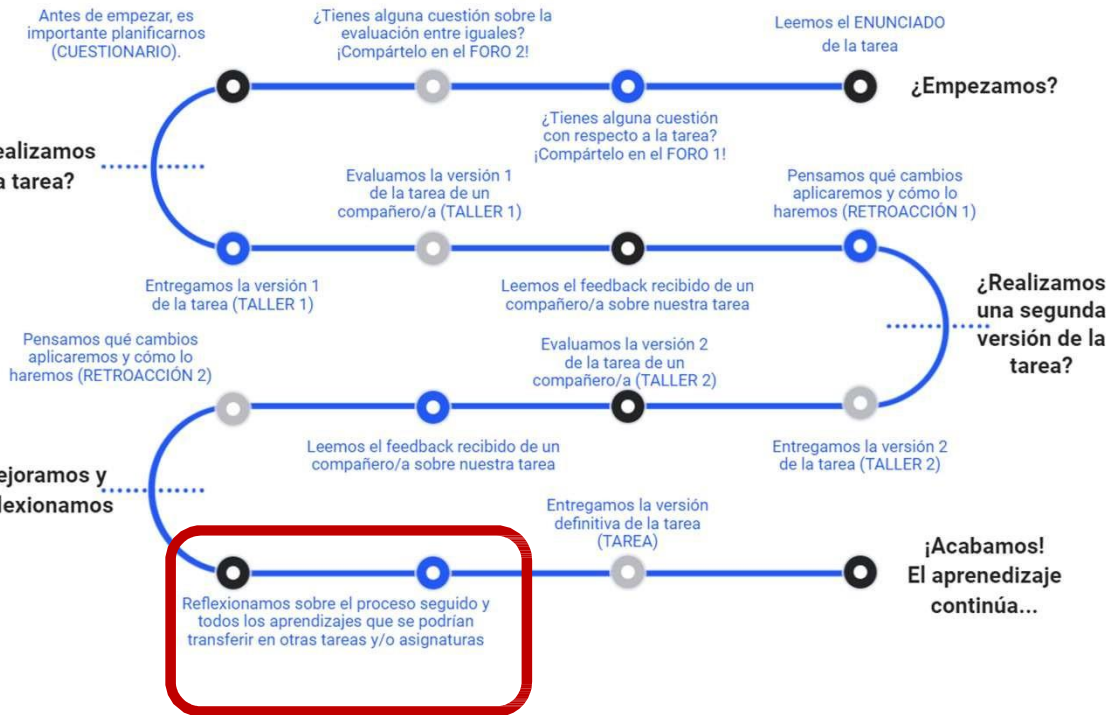 Antes de empezar, es
importante planificarnos
(CUESTIONARIO).
¿Tienes alguna cuestión sobre la
evaluación entre iguales?
¡Compártelo en el FORO 2!
Leemos el ENUNCIADO
de la tarea
¿Empezamos?
¿Tienes alguna cuestión
con respecto a la tarea?
¡Compártelo en el FORO 1!
ealizamos
a tarea?
Evaluamos la versión 1
de la tarea de un
compañero/a (TALLER 1)
Pensamos qué cambios
aplicaremos y cómo lo
haremos (RETROACCIÓN 1)
Entregamos la versión 1
de la tarea (TALLER 1)
Leemos el feedback recibido de un
compañero/a sobre nuestra tarea
¿Realizamos
una segunda
versión de la
tarea?
Pensamos qué cambios
aplicaremos y cómo lo
haremos (RETROACCIÓN 2)
Evaluamos la versión 2
de la tarea de un
compañero/a (TALLER 2)
Leemos el feedback recibido de un
compañero/a sobre nuestra tarea
Entregamos la versión 2
de la tarea (TALLER 2)
ejoramos y
lexionamos
Entregamos la versión
definitiva de la tarea
(TAREA)
¡Acabamos!
El aprenedizaje
continúa...
Reflexionamos sobre el proceso seguido y
todos los aprendizajes que se podrían
transferir en otras tareas y/o asignaturas